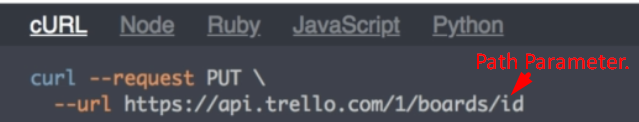 cURL Node Ruby JavaScript Python
Path Parameter.
curl --request PUT \
--url https://api.trello.com/1/boards/id